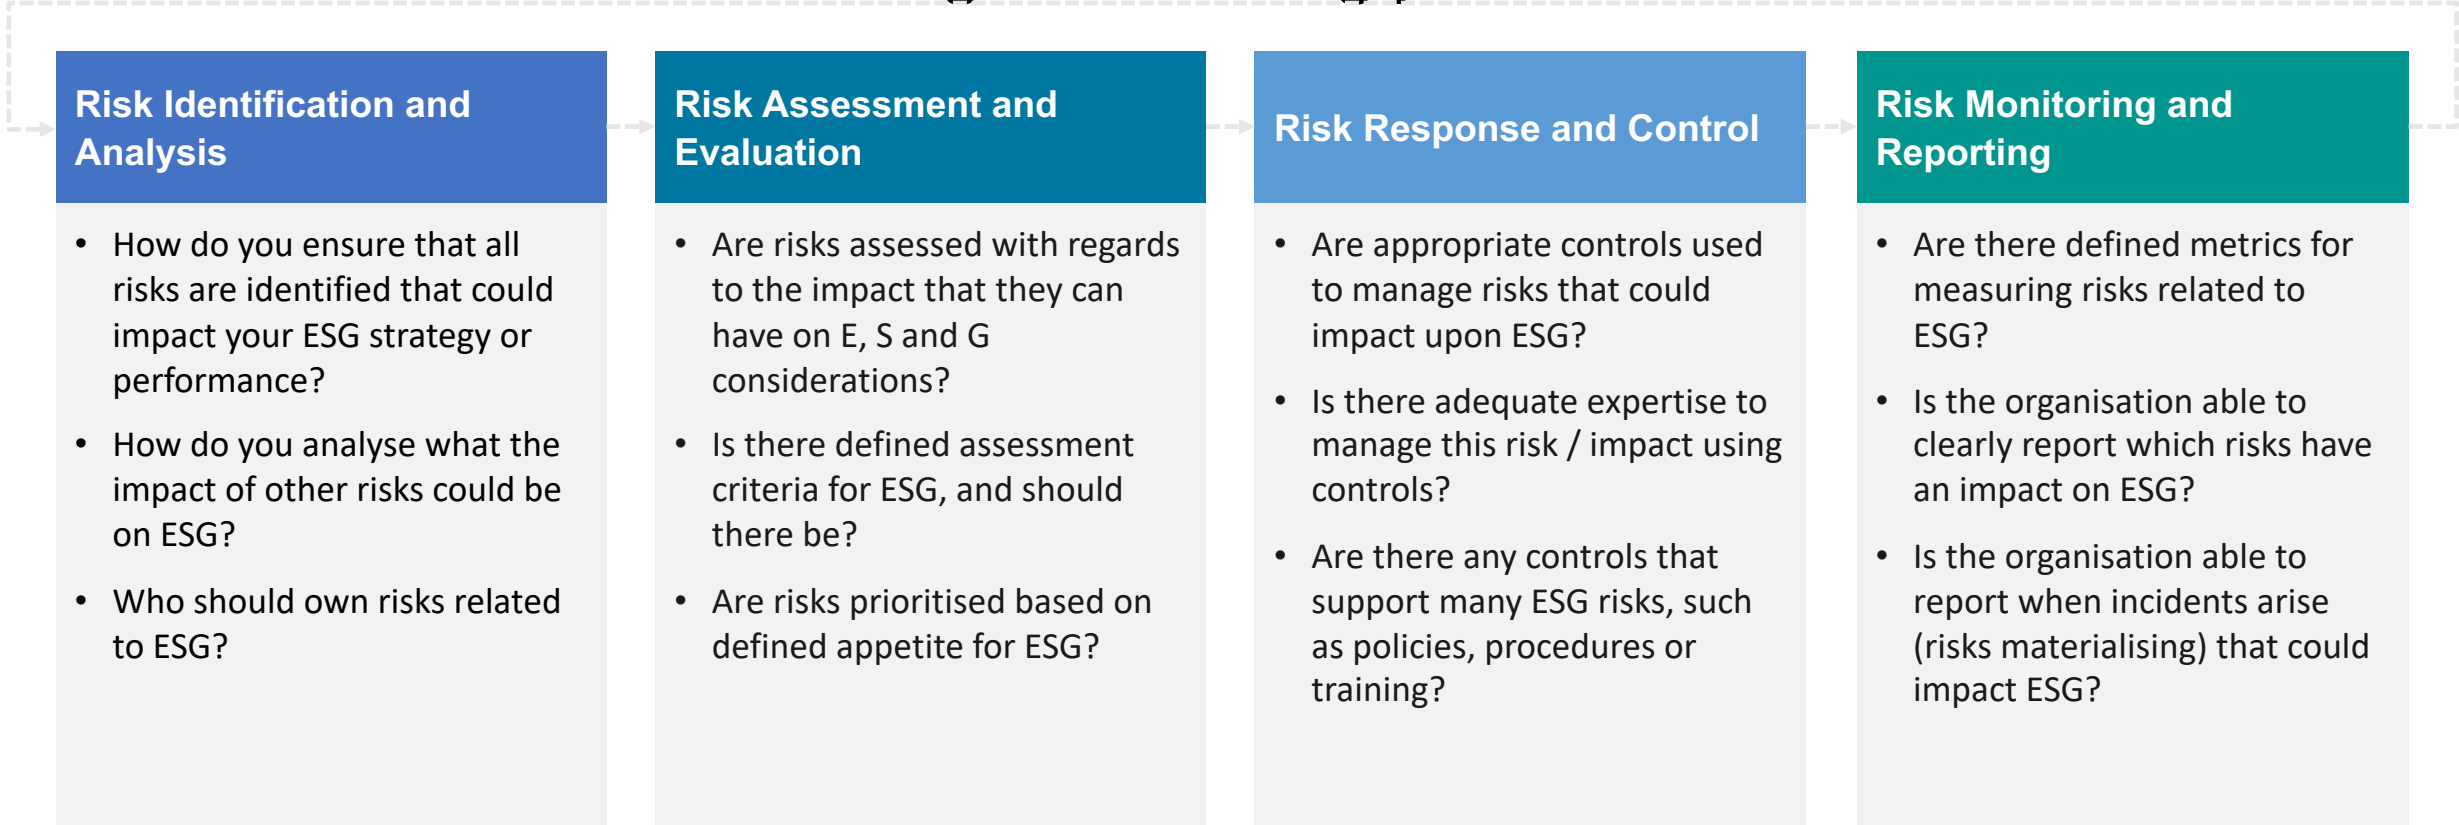 Risk Identification and
Analysis
• How do you ensure that all
risks are identified that could
impact your ESG strategy or
performance?
• How do you analyse what the
impact of other risks could be
on ESG?
• Who should own risks related
to ESG?
Risk Assessment and
Evaluation
• Are risks assessed with regards
to the impact that they can
have on E, S and G
considerations?
• Is there defined assessment
criteria for ESG, and should
there be?
• Are risks prioritised based on
defined appetite for ESG?
Risk Response and Control
• Are appropriate controls used
to manage risks that could
impact upon ESG?
• Is there adequate expertise to
manage this risk / impact using
controls?
• Are there any controls that
support many ESG risks, such
as policies, procedures or
training?
Risk Monitoring and
Reporting
• Are there defined metrics for
measuring risks related to
ESG?
• Is the organisation able to
clearly report which risks have
an impact on ESG?
• Is the organisation able to
report when incidents arise
(risks materialising) that could
impact ESG?